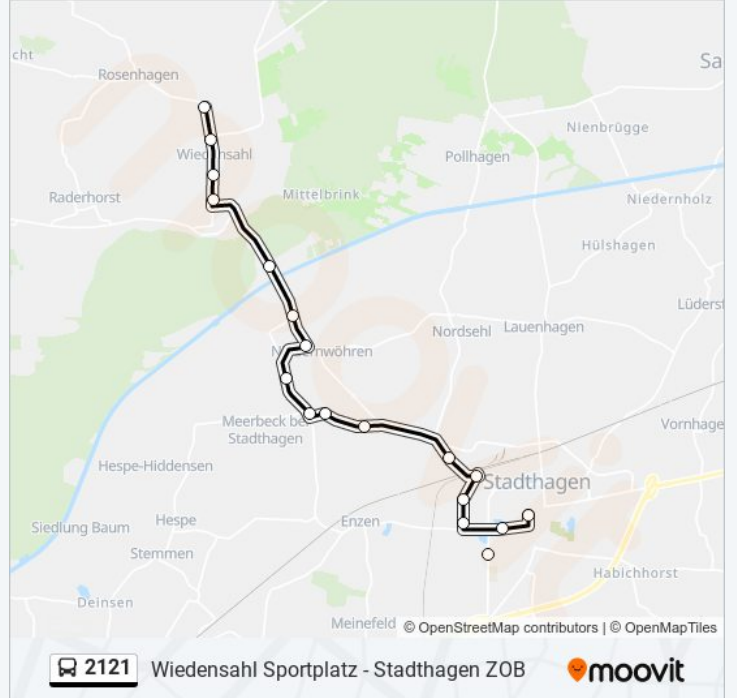 cht
Rosenhagen
Sa
Nienbrügge
Wiedensahl
Pollhagen
Raderhorst
Mittelbrink
Niedernholz
Hülshagen
Lüderst
Nordsehl
Lauenhagen
Meerbeck bei
Stadthagen
Vornhage
Hespe-Hiddensen
Stadthagen
Siedlung Baum
Hespe
Enzen
Stemmen
Habichhorst
Deinsen
Meinefeld
© OpenStreetMap contributors | © OpenMapTiles
2121 Wiedensahl Sportplatz - Stadthagen ZOB moovit